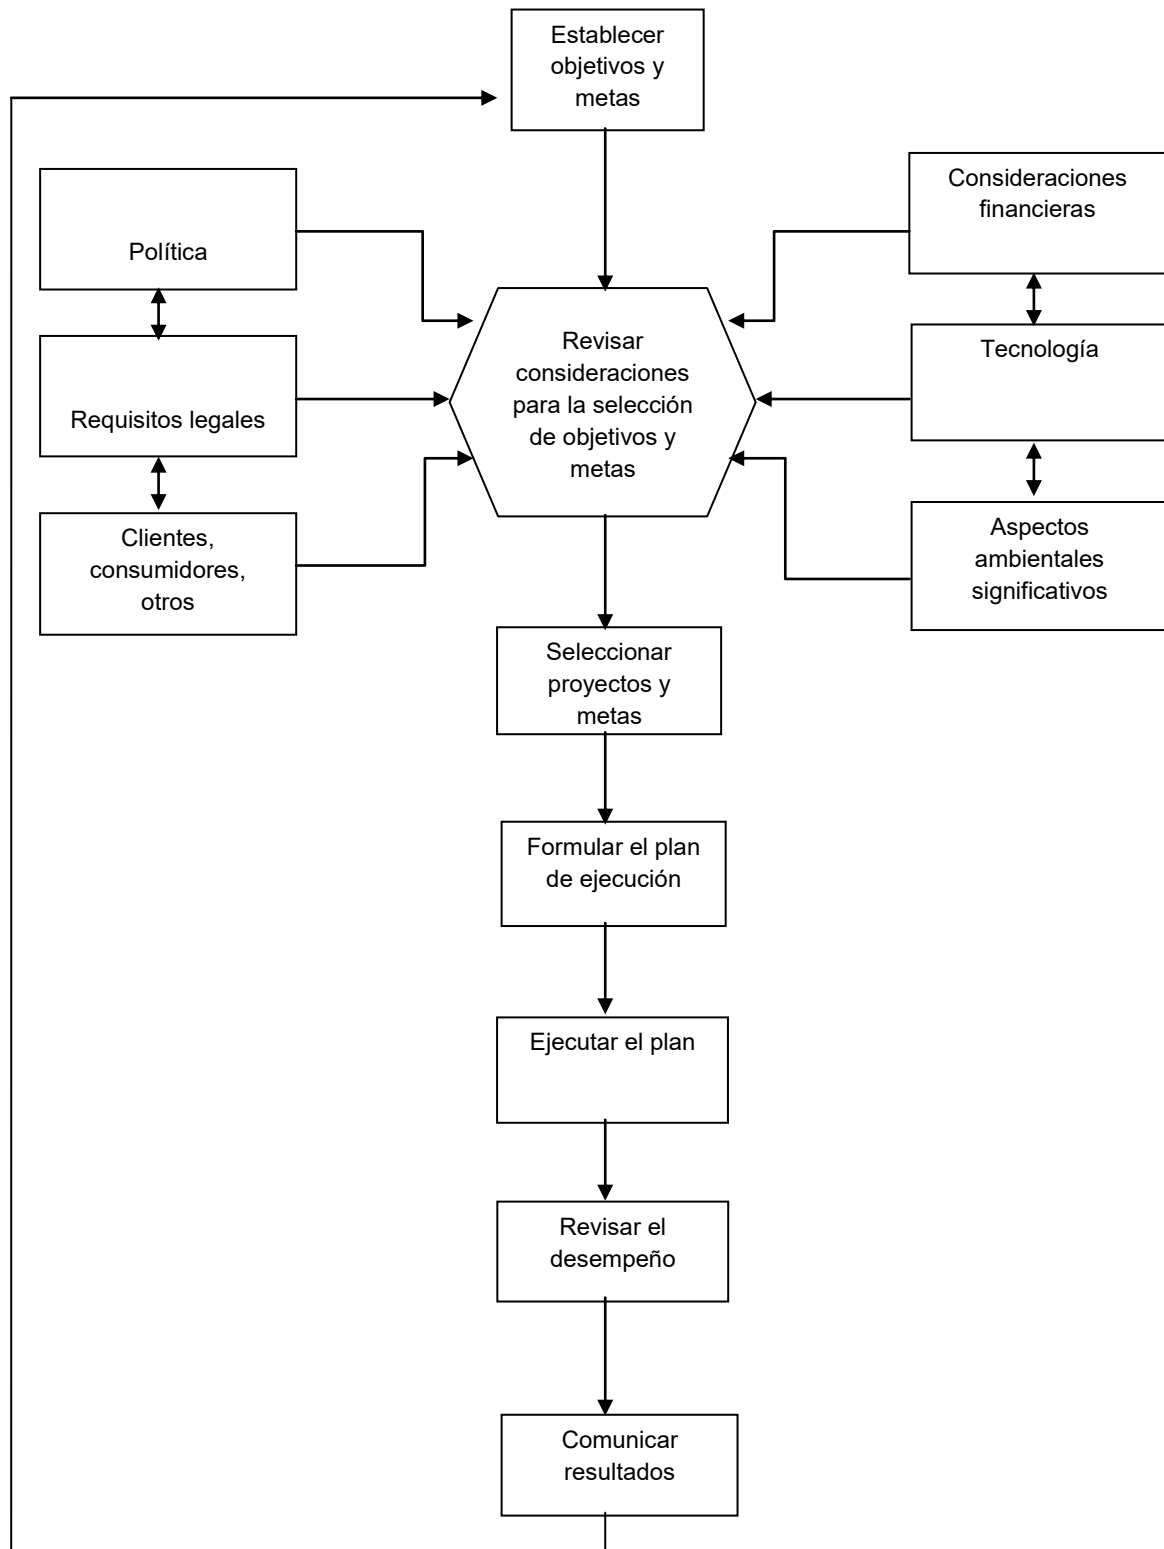 Establecer
objetivos y
metas
Consideraciones
financieras
Política
Revisar
consideraciones
para la selección
de objetivos y
metas
Tecnología
Requisitos legales
Clientes,
consumidores,
otros
Aspectos
ambientales
significativos
Seleccionar
proyectos y
metas
Formular el plan
de ejecución
Ejecutar el plan
Revisar el
desempeño
Comunicar
resultados